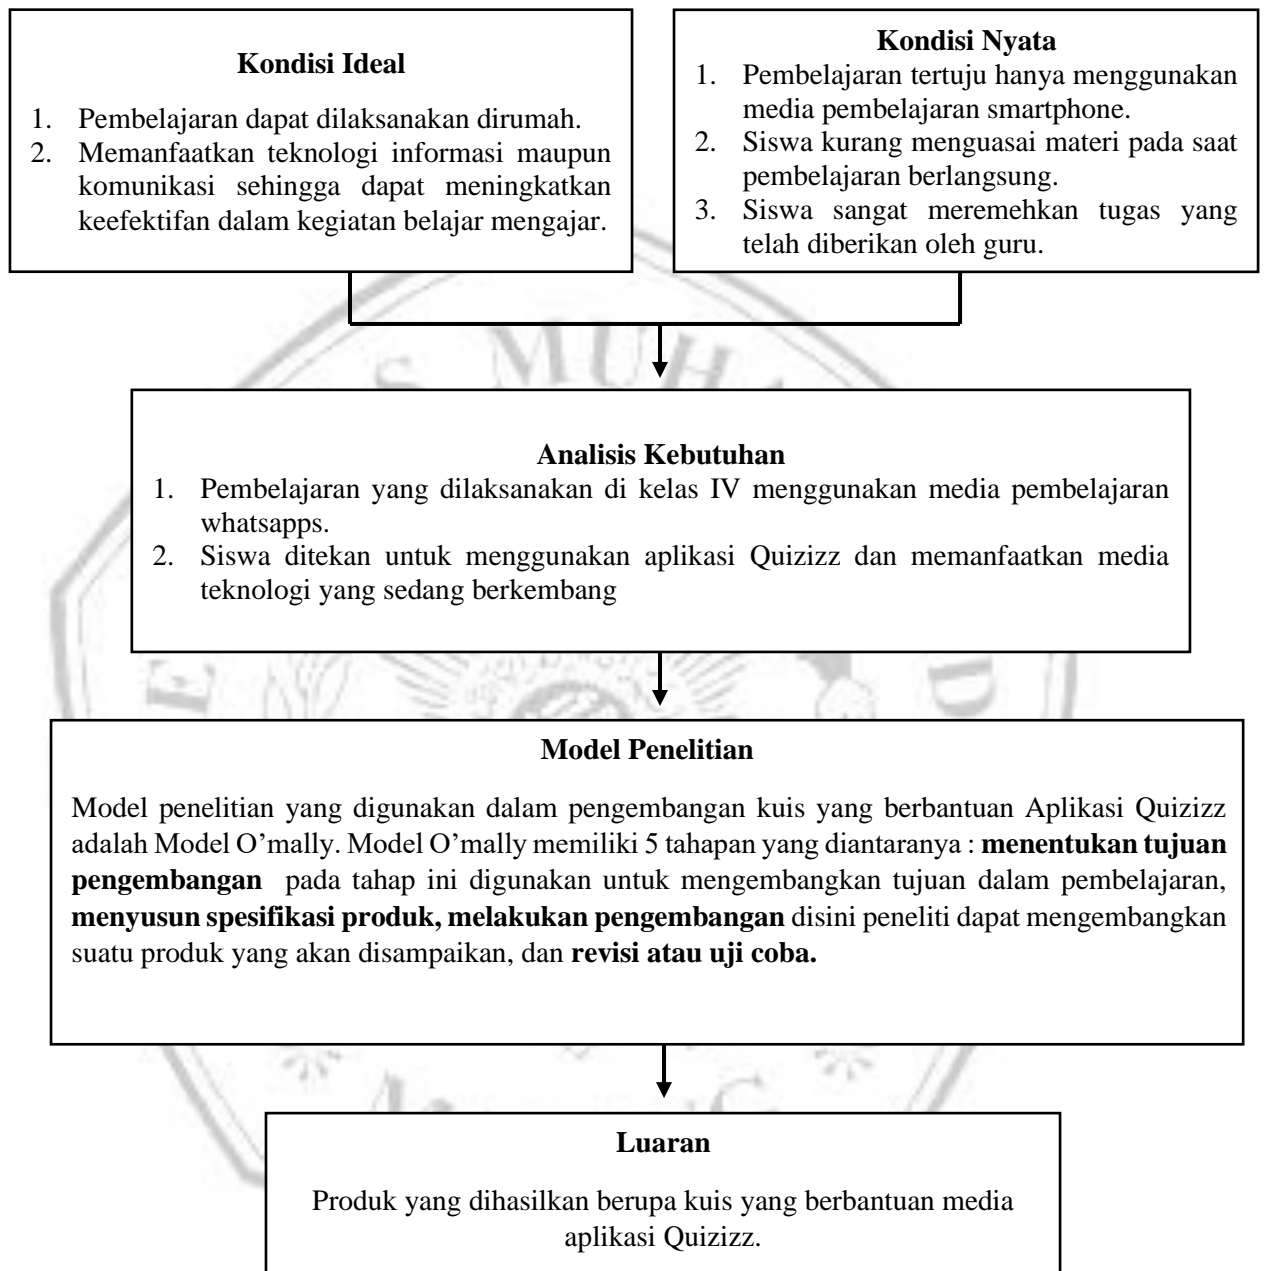 Kondisi Ideal
1. Pembelajaran dapat dilaksanakan dirumah.
2. Memanfaatkan teknologi informasi maupun
komunikasi sehingga dapat meningkatkan
keefektifan dalam kegiatan belajar mengajar.
Kondisi Nyata
1. Pembelajaran tertuju hanya menggunakan
media pembelajaran smartphone.
2. Siswa kurang menguasai materi pada saat
pembelajaran berlangsung.
3. Siswa sangat meremehkan tugas yang
telah diberikan oleh guru.
S MUHA
Analisis Kebutuhan
1. Pembelajaran yang dilaksanakan di kelas IV menggunakan media pembelajaran
whatsapps.
2. Siswa ditekan untuk menggunakan aplikasi Quizizz dan memanfaatkan media
teknologi yang sedang berkembang
E
D
Model Penelitian
Model penelitian yang digunakan dalam pengembangan kuis yang berbantuan Aplikasi Quizizz
adalah Model O’mally. Model O’mally memiliki 5 tahapan yang diantaranya : menentukan tujuan
pengembangan pada tahap ini digunakan untuk mengembangkan tujuan dalam pembelajaran,
menyusun spesifikasi produk, melakukan pengembangan disini peneliti dapat mengembangkan
suatu produk yang akan disampaikan, dan revisi atau uji coba.
Luaran
Produk yang dihasilkan berupa kuis yang berbantuan media
aplikasi Quizizz.